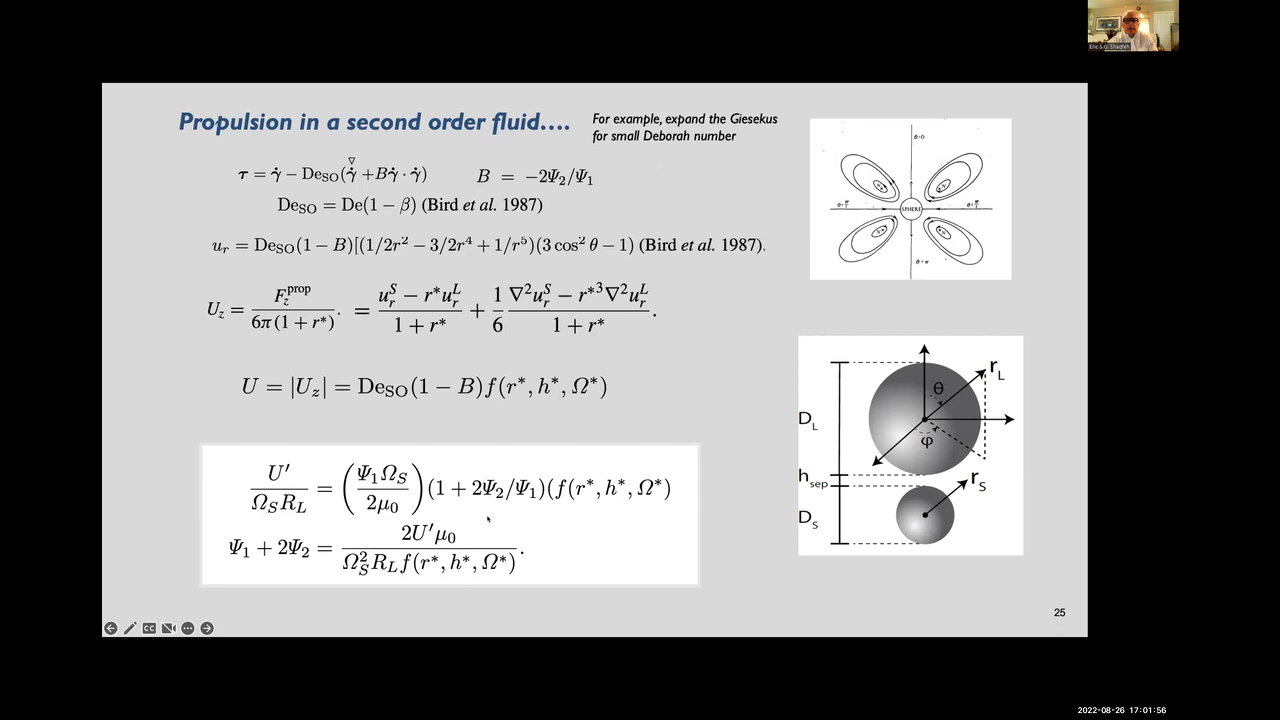 Eric S.G. Shaqfeh
Propulsion in a second order fluid....
For example, expand the Giesekus
for small Deborah number
τ = γ̇ − De_SO(γ̇^∇ + Bγ̇ · γ̇)
B = −2Ψ₂/Ψ₁
De_SO = De(1 − β) (Bird et al. 1987)
u_r = De_SO(1 − B)[(1/2r² − 3/2r⁴ + 1/r⁵)(3 cos² θ − 1) (Bird et al. 1987).
U_z = F_z^prop / 6π(1 + r*) . = (u_r^S − r*u_r^L) / (1 + r*) + 1/6 (∇²u_r^S − r*³∇²u_r^L) / (1 + r*) .
U = |U_z| = De_SO(1 − B)f(r*, h*, Ω*)
U′ / Ω_S R_L = (Ψ₁Ω_S / 2μ₀)(1 + 2Ψ₂/Ψ₁)(f(r*, h*, Ω*)
Ψ₁ + 2Ψ₂ = 2U′μ₀ / Ω_S² R_L f(r*, h*, Ω*) .
θ=0
SPHERE
θ=π
D_L
h_sep
D_S
r_L
θ
φ
r_S
25
CC
2022-08-26 17:01:56